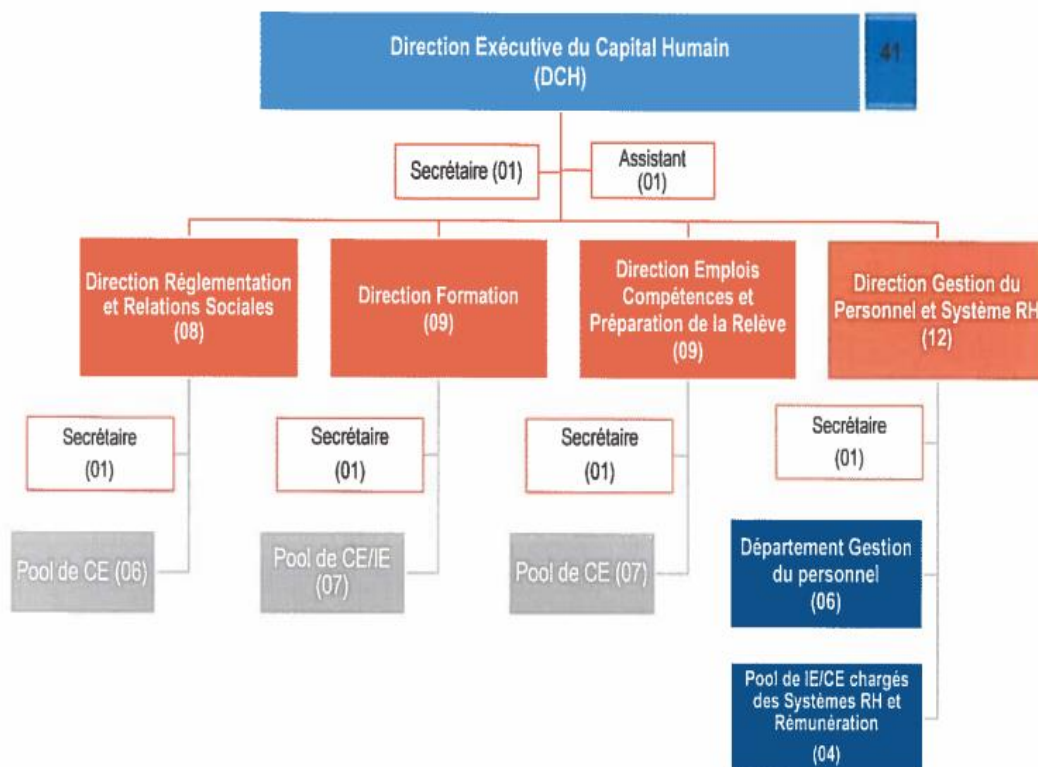 Direction Exécutive du Capital Humain
(DCH)
41
Secrétaire (01)
Assistant
(01)
Direction Réglementation
et Relations Sociales
(08)
Direction Formation
(09)
Direction Emplois
Compétences et
Préparation de la Relève
(09)
Direction Gestion du
Personnel et Système RH
(12)
Secrétaire
(01)
Secrétaire
(01)
Secrétaire
(01)
Secrétaire
(01)
Pool de CE (06)
Pool de CE/IE
(07)
Pool de CE (07)
Département Gestion
du personnel
(06)
Pool de IE/CE chargés
des Systèmes RH et
Rémunération
(04)